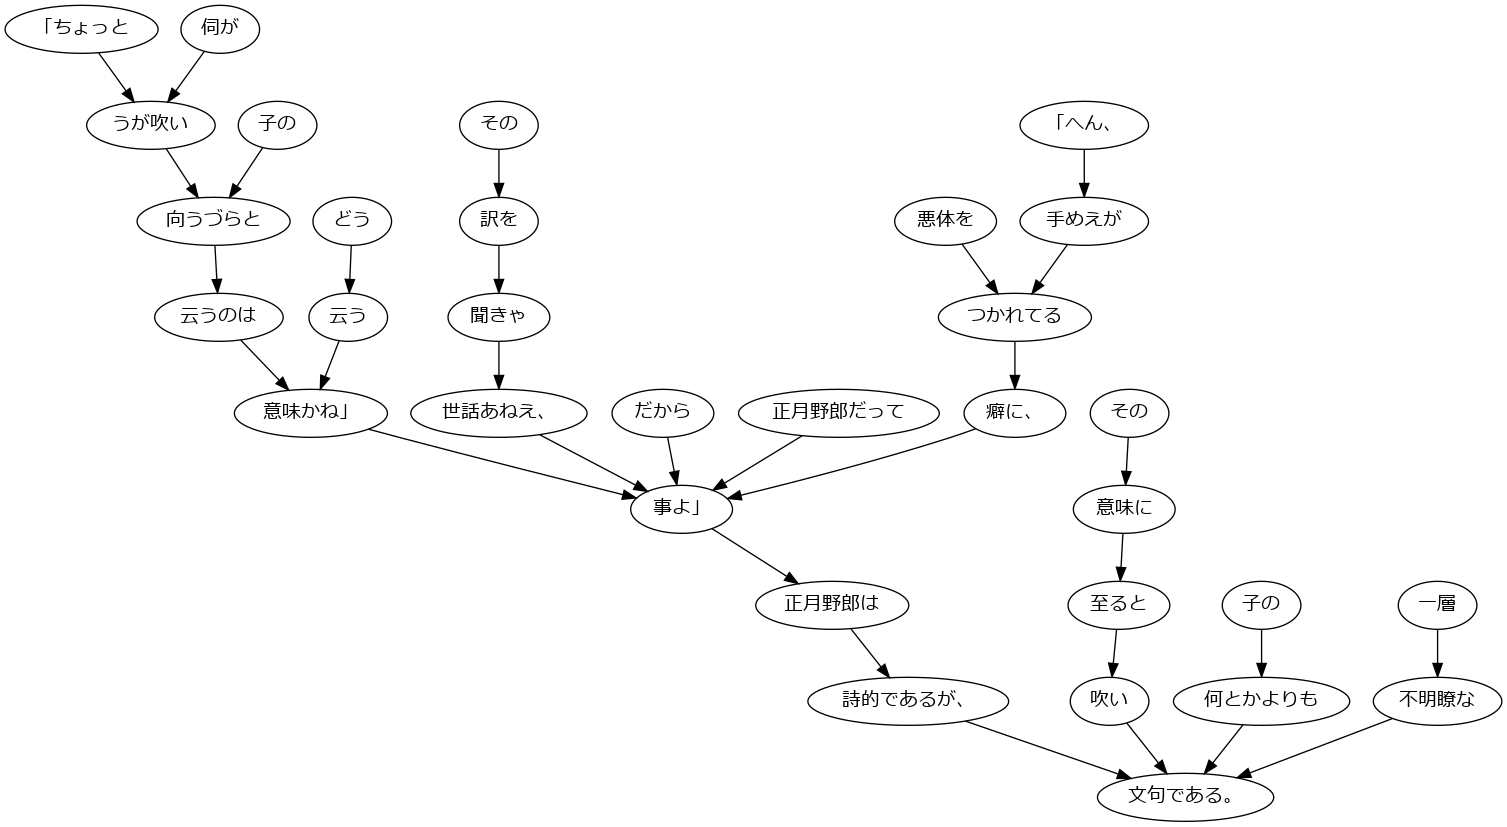 「ちょっと
伺が
うが吹い
子の
その
「へん、
向うづらと
どう
訳を
悪体を
手めえが
云うのは
云う
聞きゃ
つかれてる
意味かね」
世話あねえ、
だから
正月野郎だって
癖に、
その
事よ」
意味に
正月野郎は
至ると
子の
一層
詩的であるが、
吹い
何とかよりも
不明瞭な
文句である。